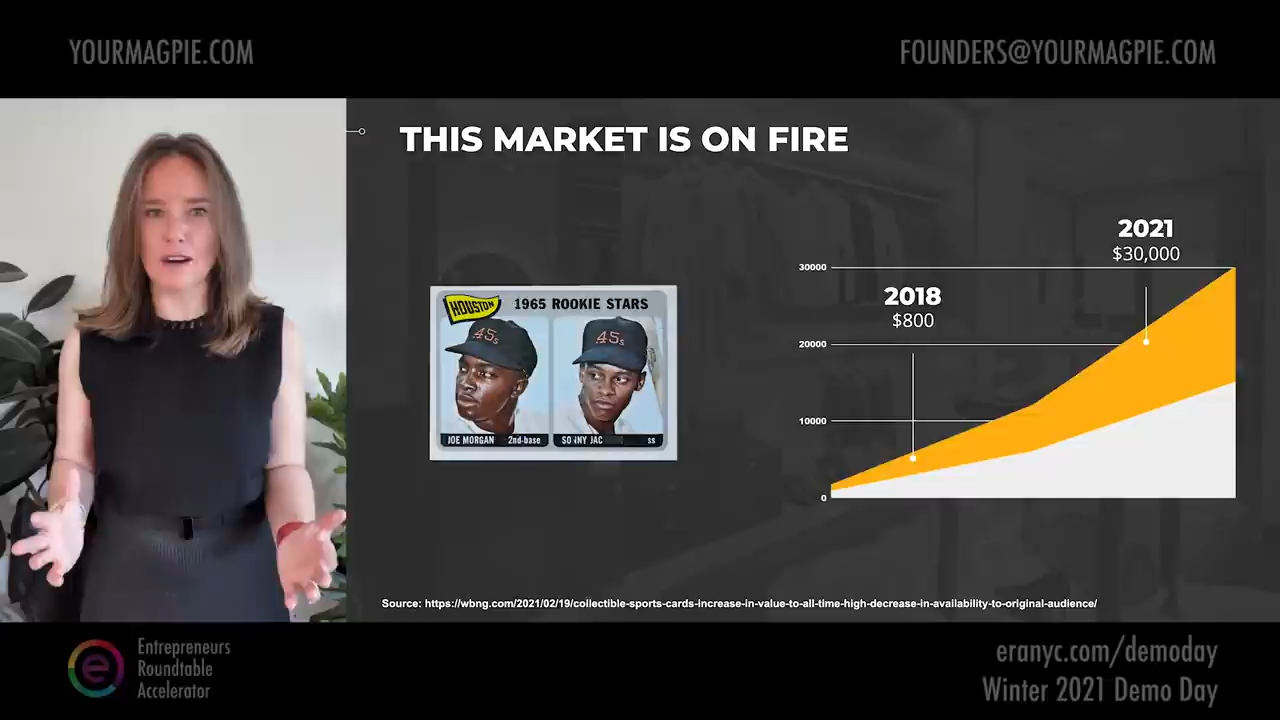 YOURMAGPIE.COM
FOUNDERS@YOURMAGPIE.COM
THIS MARKET IS ON FIRE
HOUSTON
1965 ROOKIE STARS
45s
45s
JOE MORGAN 2nd-base
SONNY JAC ss
2021
$30,000
2018
$800
30000
20000
10000
0
Source: https://wbng.com/2021/02/19/collectible-sports-cards-increase-in-value-to-all-time-high-decrease-in-availability-to-original-audience/
e
Entrepreneurs
Roundtable
Accelerator
eranyc.com/demoday
Winter 2021 Demo Day